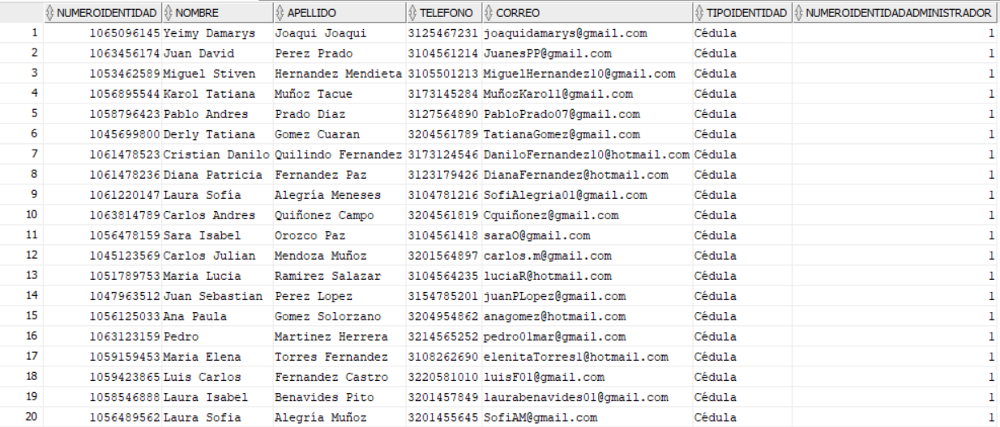 NUMEROIDENTIDAD NOMBRE APELLIDO TELEFONO CORREO TIPOIDENTIDAD NUMEROIDENTIDADADMINISTRADOR
1 1065096145 Yeimy Damarys Joaqui Joaqui 3125467231 joaquidamarys@gmail.com Cédula 1
2 1063456174 Juan David Perez Prado 3104561214 JuanesPP@gmail.com Cédula 1
3 1053462589 Miguel Stiven Hernandez Mendieta 3105501213 MiguelHernandez10@gmail.com Cédula 1
4 1056895544 Karol Tatiana Muñoz Tacue 3173145284 MuñozKarol1@gmail.com Cédula 1
5 1058796423 Pablo Andres Prado Diaz 3127564890 PabloPrado07@gmail.com Cédula 1
6 1045699800 Derly Tatiana Gomez Cuaran 3204561789 TatianaGomez@gmail.com Cédula 1
7 1061478523 Cristian Danilo Quilindo Fernandez 3173124546 DaniloFernandez10@hotmail.com Cédula 1
8 1061478236 Diana Patricia Fernandez Paz 3123179426 DianaFernandez@hotmail.com Cédula 1
9 1061220147 Laura Sofía Alegría Meneses 3104781216 SofiAlegria01@gmail.com Cédula 1
10 1063814789 Carlos Andres Quiñonez Campo 3204561819 Cquiñonez@gmail.com Cédula 1
11 1056478159 Sara Isabel Orozco Paz 3104561418 saraO@gmail.com Cédula 1
12 1045123569 Carlos Julian Mendoza Muñoz 3201564897 carlos.m@gmail.com Cédula 1
13 1051789753 Maria Lucia Ramirez Salazar 3104564235 luciaR@hotmail.com Cédula 1
14 1047963512 Juan Sebastian Perez Lopez 3154785201 juanPLopez@gmail.com Cédula 1
15 1056125033 Ana Paula Gomez Solorzano 3204954862 anagomez@hotmail.com Cédula 1
16 1063123159 Pedro Martinez Herrera 3214565252 pedro01mar@gmail.com Cédula 1
17 1059159453 Maria Elena Torres Fernandez 3108262690 elenitaTorres1@hotmail.com Cédula 1
18 1059423865 Luis Carlos Fernandez Castro 3220581010 luisF01@gmail.com Cédula 1
19 1058546888 Laura Isabel Benavides Pito 3201457849 laurabenavides01@gmail.com Cédula 1
20 1056489562 Laura Sofia Alegría Muñoz 3201455645 SofiAM@gmail.com Cédula 1